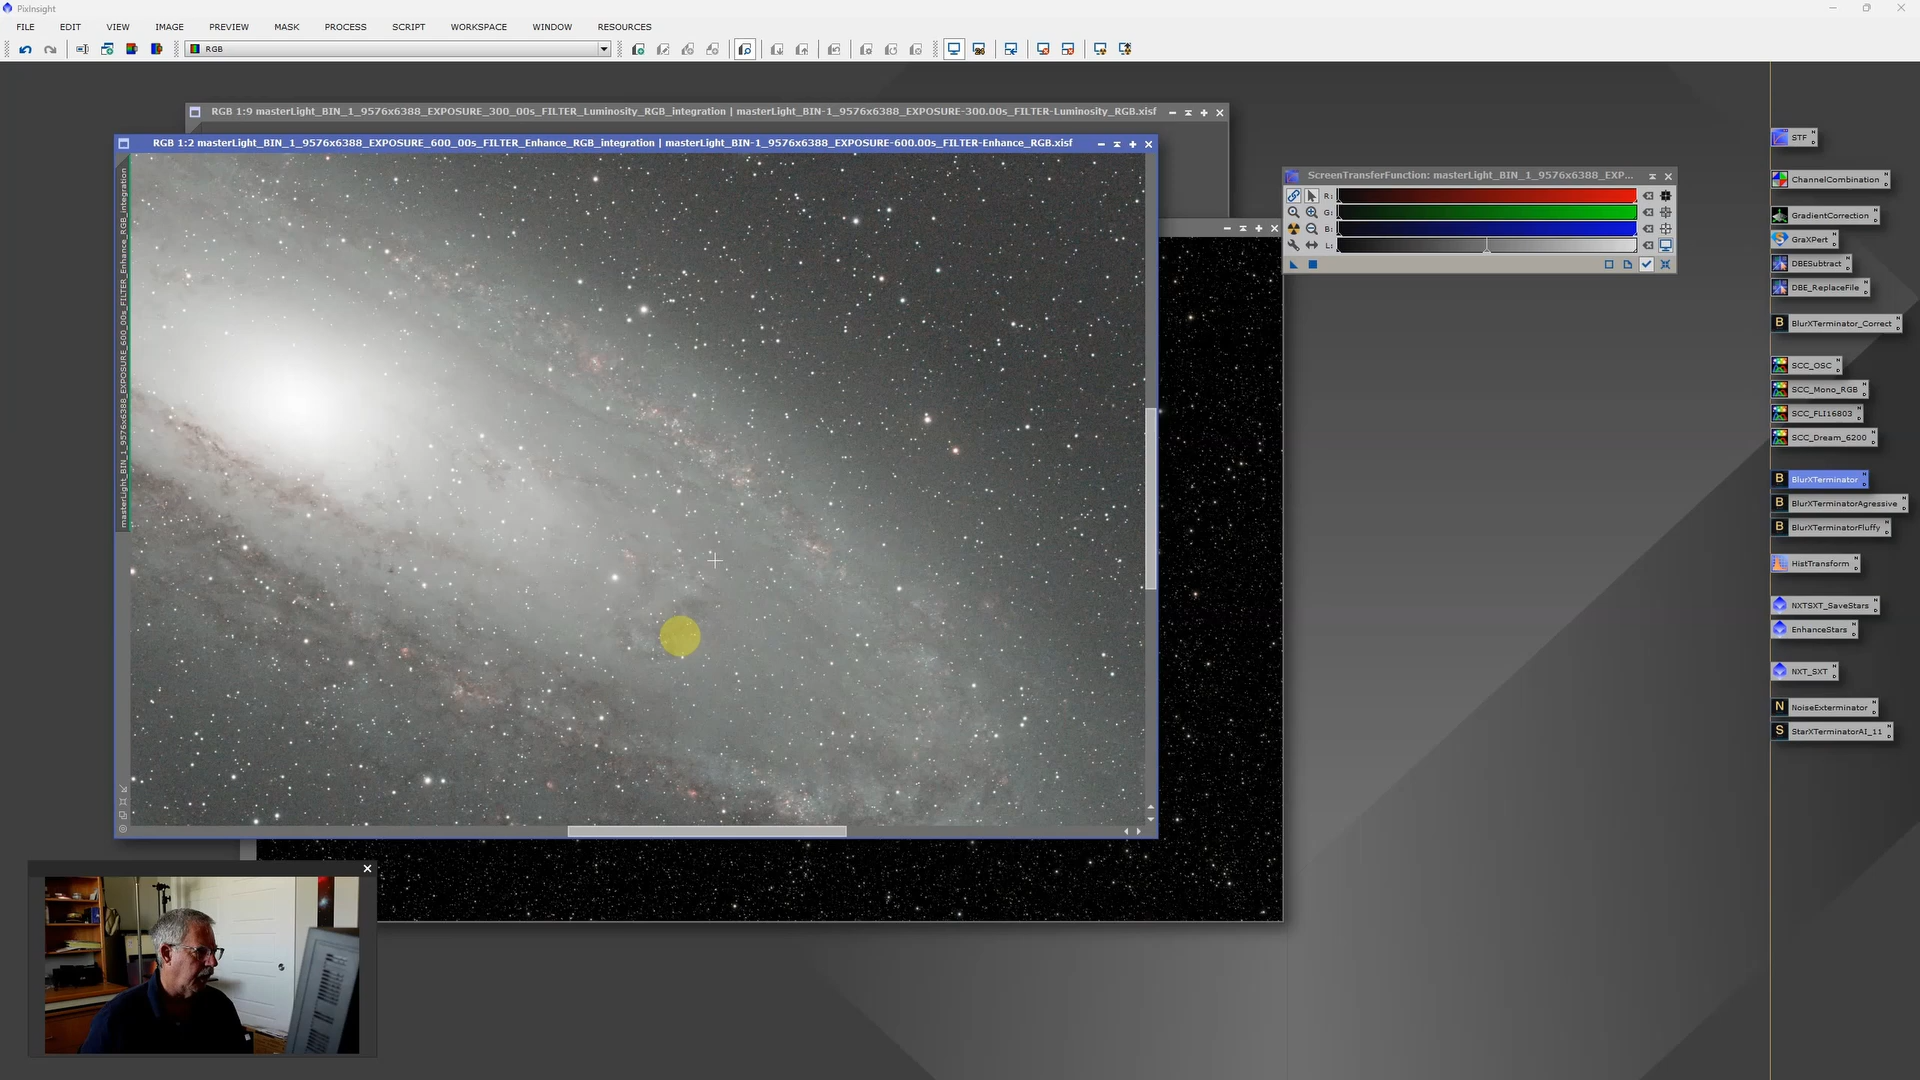 PixInsight
FILE EDIT VIEW IMAGE PREVIEW MASK PROCESS SCRIPT WORKSPACE WINDOW RESOURCES
RGB
RGB 1:9 masterLight_BIN_1_9576x6388_EXPOSURE_300_00s_FILTER_Luminosity_RGB_integration | masterLight_BIN-1_9576x6388_EXPOSURE-300.00s_FILTER-Luminosity_RGB.xisf
RGB 1:2 masterLight_BIN_1_9576x6388_EXPOSURE_600_00s_FILTER_Enhance_RGB_integration | masterLight_BIN-1_9576x6388_EXPOSURE-600.00s_FILTER-Enhance_RGB.xisf
masterLight_BIN_1_9576x6388_EXPOSURE_600_00s_FILTER_Enhance_RGB_integration
ScreenTransferFunction: masterLight_BIN_1_9576x6388_EXP...
R:
G:
B:
L:
STF
ChannelCombination
GradientCorrection
GraXPert
DBESubtract
DBE_ReplaceFile
BlurXTerminator_Correct
SCC_OSC
SCC_Mono_RGB
SCC_FLI16803
SCC_Dream_6200
BlurXTerminator
BlurXTerminatorAgressive
BlurXTerminatorFluffy
HistTransform
NXTSXT_SaveStars
EnhanceStars
NXT_SXT
NoiseExterminator
StarXTerminatorAI_11